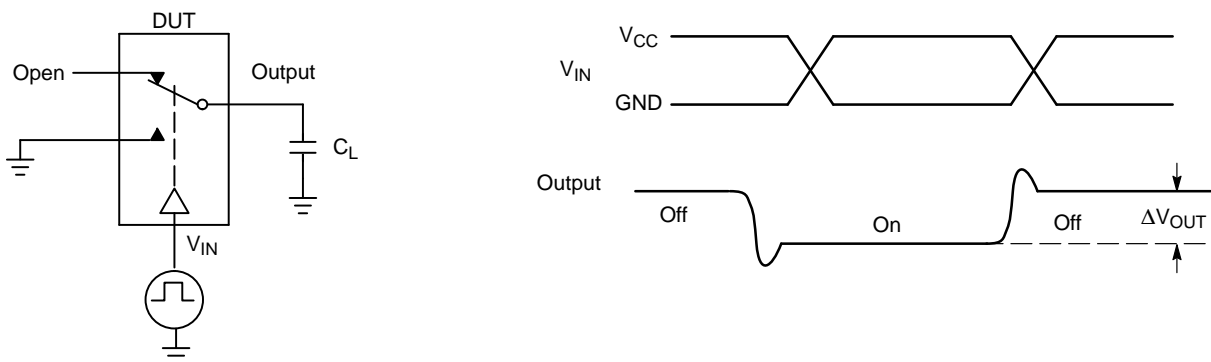 DUT
Open
Output
C_L
V_IN
V_CC
V_IN
GND
Output
Off
On
Off
ΔV_OUT